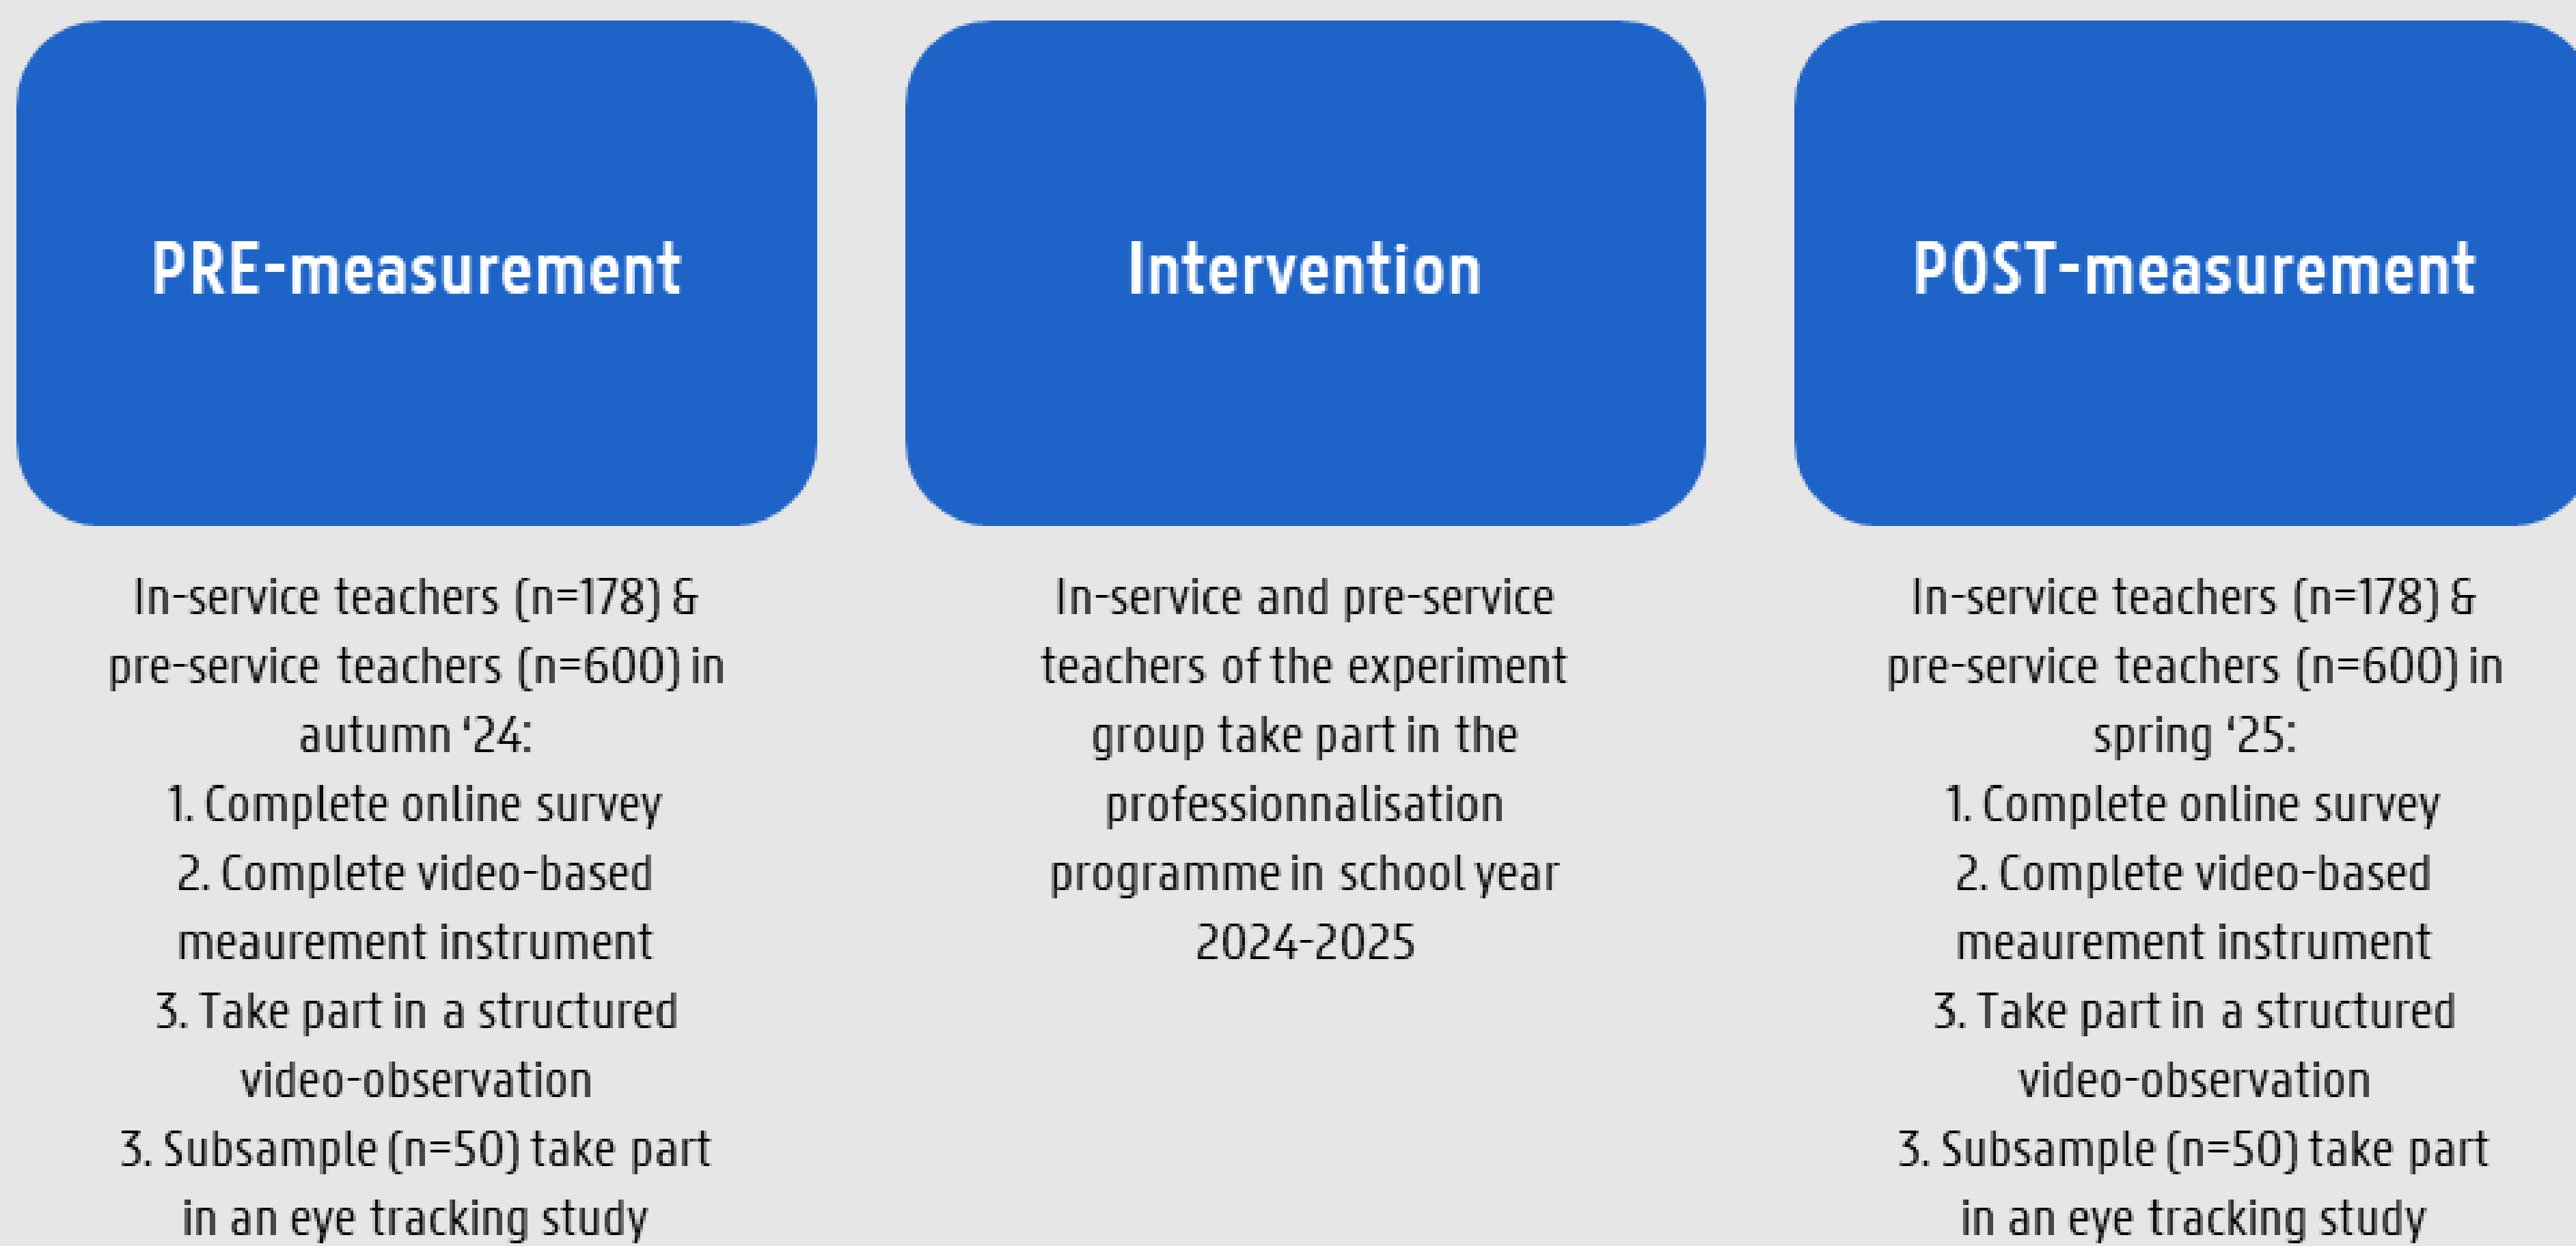 PRE-measurement
In-service teachers (n=178) &
pre-service teachers (n=600) in
autumn ‘24:
1. Complete online survey
2. Complete video-based
meaurement instrument
3. Take part in a structured
video-observation
3. Subsample (n=50) take part
in an eye tracking study
Intervention
In-service and pre-service
teachers of the experiment
group take part in the
professionnalisation
programme in school year
2024-2025
POST-measurement
In-service teachers (n=178) &
pre-service teachers (n=600) in
spring ‘25:
1. Complete online survey
2. Complete video-based
meaurement instrument
3. Take part in a structured
video-observation
3. Subsample (n=50) take part
in an eye tracking study